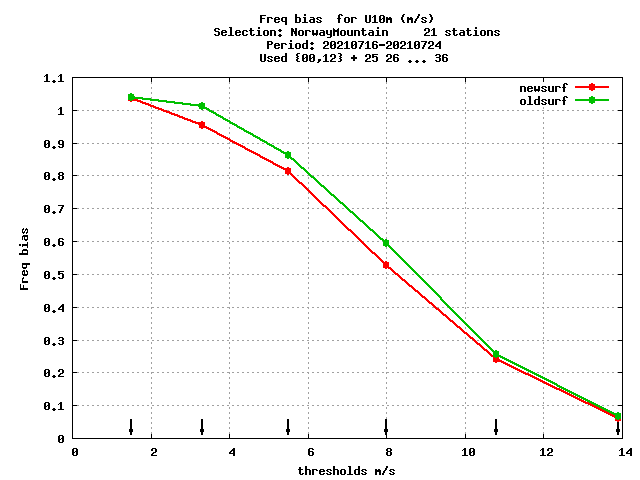 Freq bias  for U10m (m/s)
Selection: NorwayMountain     21 stations
Period: 20210716-20210724
Used {00,12} + 25 26 ... 36
newsurf
oldsurf
1.1
1
0.9
0.8
0.7
0.6
0.5
0.4
0.3
0.2
0.1
0
Freq bias
0 2 4 6 8 10 12 14
thresholds m/s